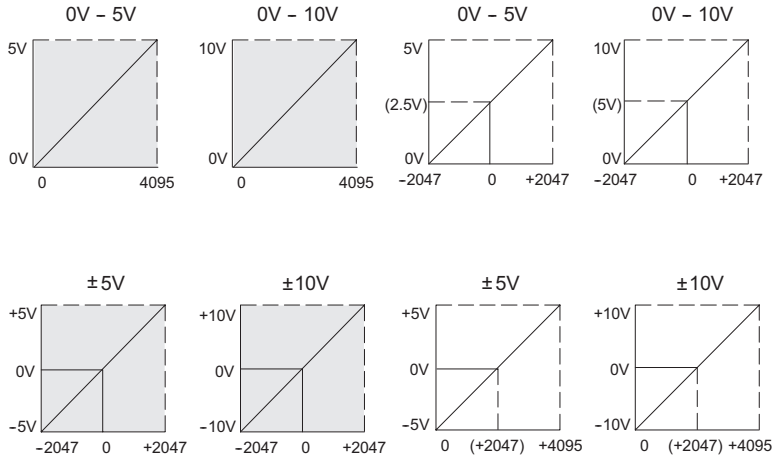 0V - 5V 0V - 10V 0V - 5V 0V - 10V
5V 10V 5V 10V
(2.5V) (5V)
0V 0V 0V 0V
0 4095 0 4095 -2047 0 +2047 -2047 0 +2047
±5V ±10V ±5V ±10V
+5V +10V +5V +10V
0V 0V 0V 0V
-5V -10V -5V -10V
-2047 0 +2047 -2047 0 +2047 0 (+2047) +4095 0 (+2047) +4095